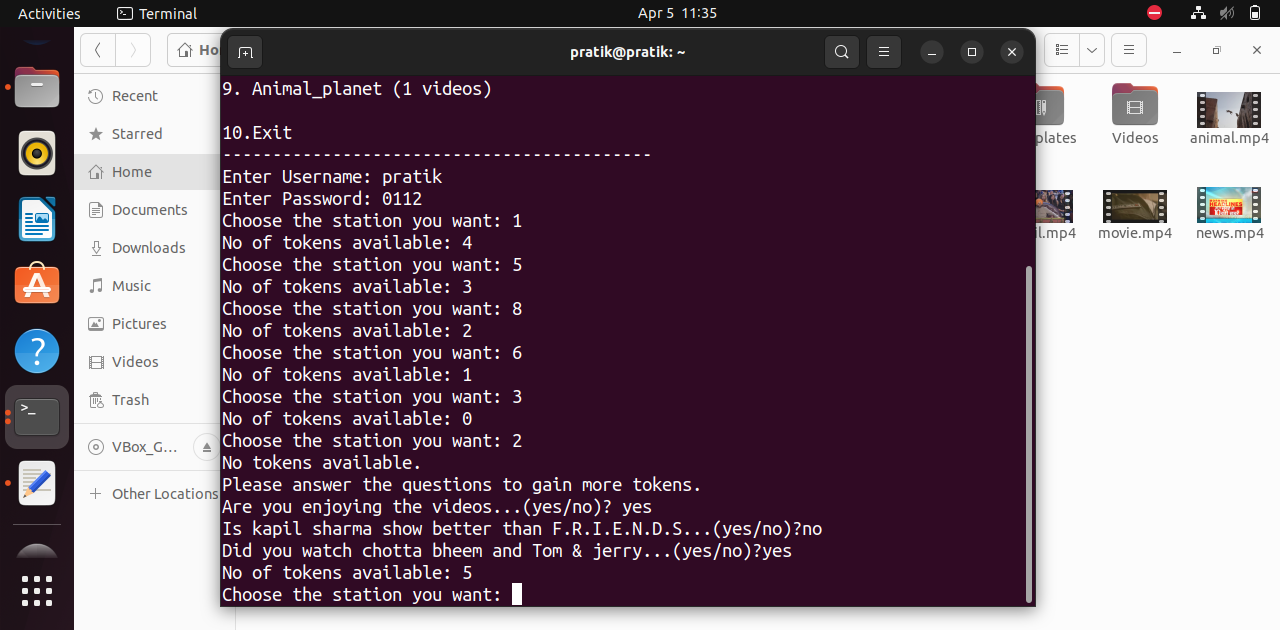 Activities
Terminal
Apr 5 11:35
Ho
pratik@pratik: ~
Recent
Starred
Home
Documents
Downloads
Music
Pictures
Videos
Trash
VBox_G...
Other Locations
9. Animal_planet (1 videos)
10.Exit
-------------------------------------------
Enter Username: pratik
Enter Password: 0112
Choose the station you want: 1
No of tokens available: 4
Choose the station you want: 5
No of tokens available: 3
Choose the station you want: 8
No of tokens available: 2
Choose the station you want: 6
No of tokens available: 1
Choose the station you want: 3
No of tokens available: 0
Choose the station you want: 2
No tokens available.
Please answer the questions to gain more tokens.
Are you enjoying the videos...(yes/no)? yes
Is kapil sharma show better than F.R.I.E.N.D.S...(yes/no)?no
Did you watch chotta bheem and Tom & jerry...(yes/no)?yes
No of tokens available: 5
Choose the station you want:
plates
Videos
animal.mp4
il.mp4
movie.mp4
news.mp4